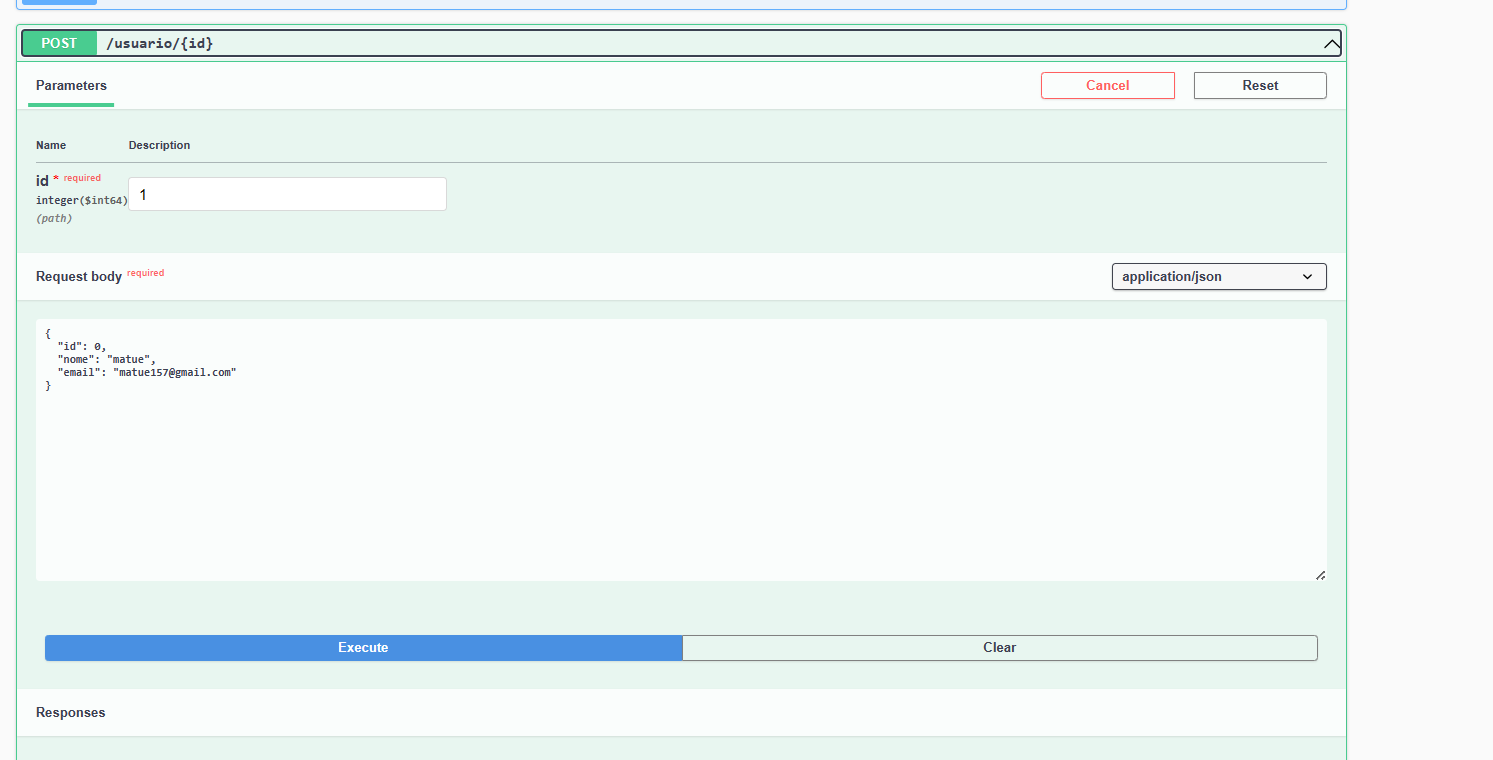 POST /usuario/{id}
Parameters
Cancel
Reset
Name Description
id * required
integer($int64)
(path)
1
Request body required
application/json
{
  "id": 0,
  "nome": "matue",
  "email": "matue157@gmail.com"
}
Execute
Clear
Responses